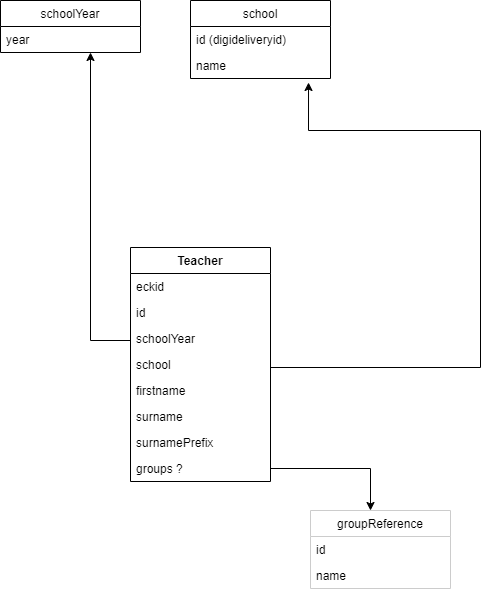 schoolYear
year
school
id (digideliveryid)
name
Teacher
eckid
id
schoolYear
school
firstname
surname
surnamePrefix
groups ?
groupReference
id
name